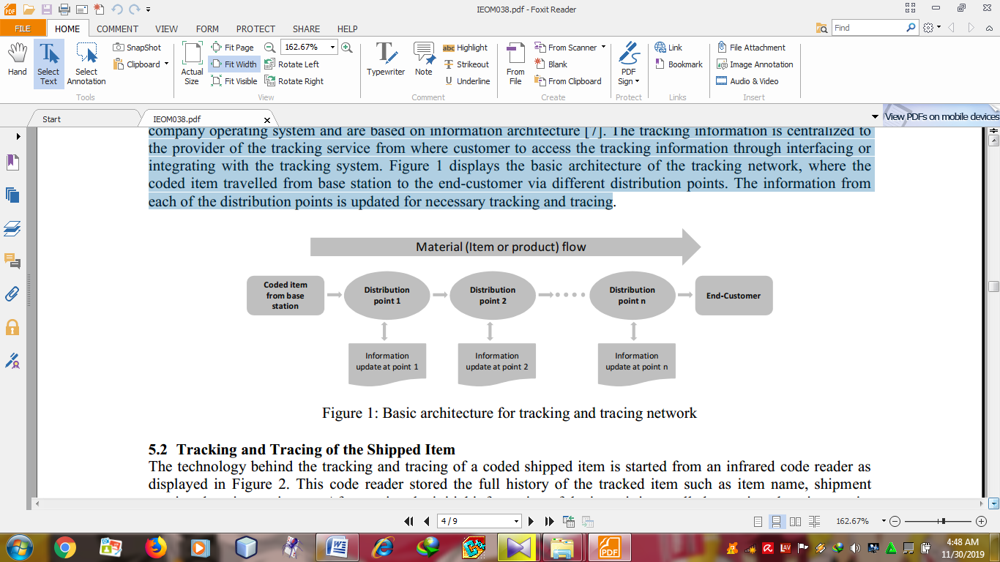 IEOM038.pdf - Foxit Reader
FILE HOME COMMENT VIEW FORM PROTECT SHARE HELP
Find
Hand
Select
Text
Select
Annotation
SnapShot
Clipboard
Tools
Actual
Size
Fit Page
Fit Width
Fit Visible
162.67%
Rotate Left
Rotate Right
View
Typewriter
Note
abc Highlight
T Strikeout
U Underline
Comment
From
File
From Scanner
Blank
From Clipboard
Create
PDF
Sign
Protect
Link
Bookmark
Links
File Attachment
Image Annotation
Audio & Video
Insert
Start
IEOM038.pdf
View PDFs on mobile devices
company operating system and are based on information architecture [7]. The tracking information is centralized to
the provider of the tracking service from where customer to access the tracking information through interfacing or
integrating with the tracking system. Figure 1 displays the basic architecture of the tracking network, where the
coded item travelled from base station to the end-customer via different distribution points. The information from
each of the distribution points is updated for necessary tracking and tracing.
Material (Item or product) flow
Coded item
from base
station
Distribution
point 1
Distribution
point 2
Distribution
point n
End-Customer
Information
update at point 1
Information
update at point 2
Information
update at point n
Figure 1: Basic architecture for tracking and tracing network
5.2 Tracking and Tracing of the Shipped Item
The technology behind the tracking and tracing of a coded shipped item is started from an infrared code reader as
displayed in Figure 2. This code reader stored the full history of the tracked item such as item name, shipment
4 / 9
162.67%
4:48 AM
11/30/2019